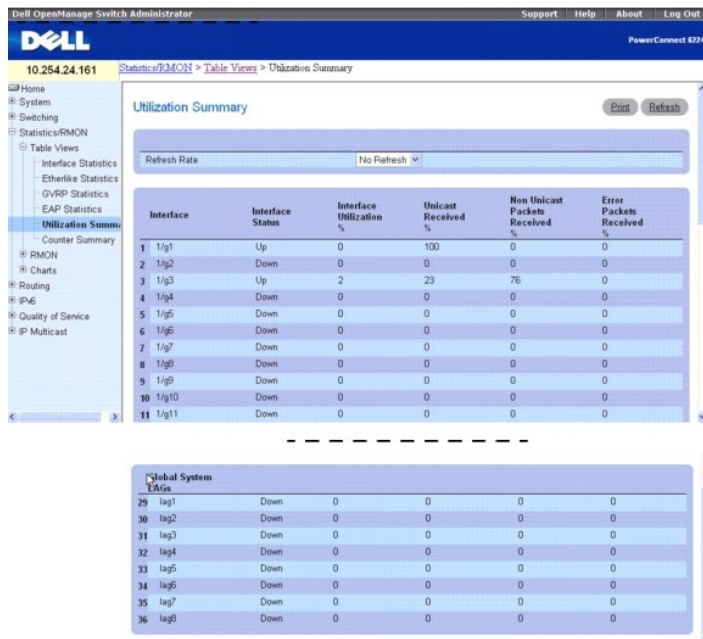 Dell OpenManage Switch Administrator
Support Help About Log Out
DELL
PowerConnect 6224
10.254.24.161
Statistics/RMON > Table Views > Utilization Summary
Home
System
Switching
Statistics/RMON
Table Views
Interface Statistics
Etherlike Statistics
GVRP Statistics
EAP Statistics
Utilization Summa
Counter Summary
RMON
Charts
Routing
IPv6
Quality of Service
IP Multicast
Utilization Summary
Print Refresh
Refresh Rate No Refresh
Interface Interface Status Interface Utilization % Unicast Received % Non Unicast Packets Received % Error Packets Received %
1 1/g1 Up 0 100 0 0
2 1/g2 Down 0 0 0 0
3 1/g3 Up 2 23 76 0
4 1/g4 Down 0 0 0 0
5 1/g5 Down 0 0 0 0
6 1/g6 Down 0 0 0 0
7 1/g7 Down 0 0 0 0
8 1/g8 Down 0 0 0 0
9 1/g9 Down 0 0 0 0
10 1/g10 Down 0 0 0 0
11 1/g11 Down 0 0 0 0
Global System LAGs
29 lag1 Down 0 0 0 0
30 lag2 Down 0 0 0 0
31 lag3 Down 0 0 0 0
32 lag4 Down 0 0 0 0
33 lag5 Down 0 0 0 0
34 lag6 Down 0 0 0 0
35 lag7 Down 0 0 0 0
36 lag8 Down 0 0 0 0